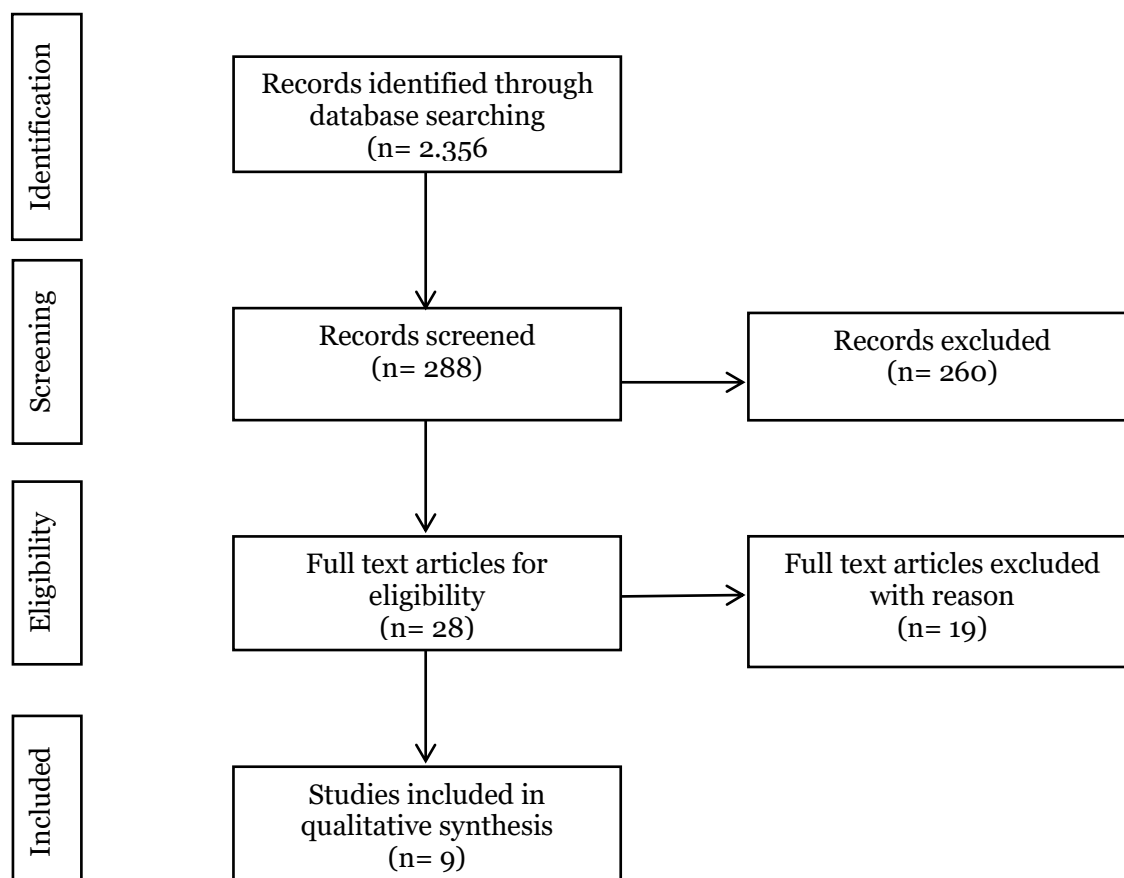 Identification
Records identified through
database searching
(n= 2.356
Screening
Records screened
(n= 288)
Records excluded
(n= 260)
Eligibility
Full text articles for
eligibility
(n= 28)
Full text articles excluded
with reason
(n= 19)
Included
Studies included in
qualitative synthesis
(n= 9)